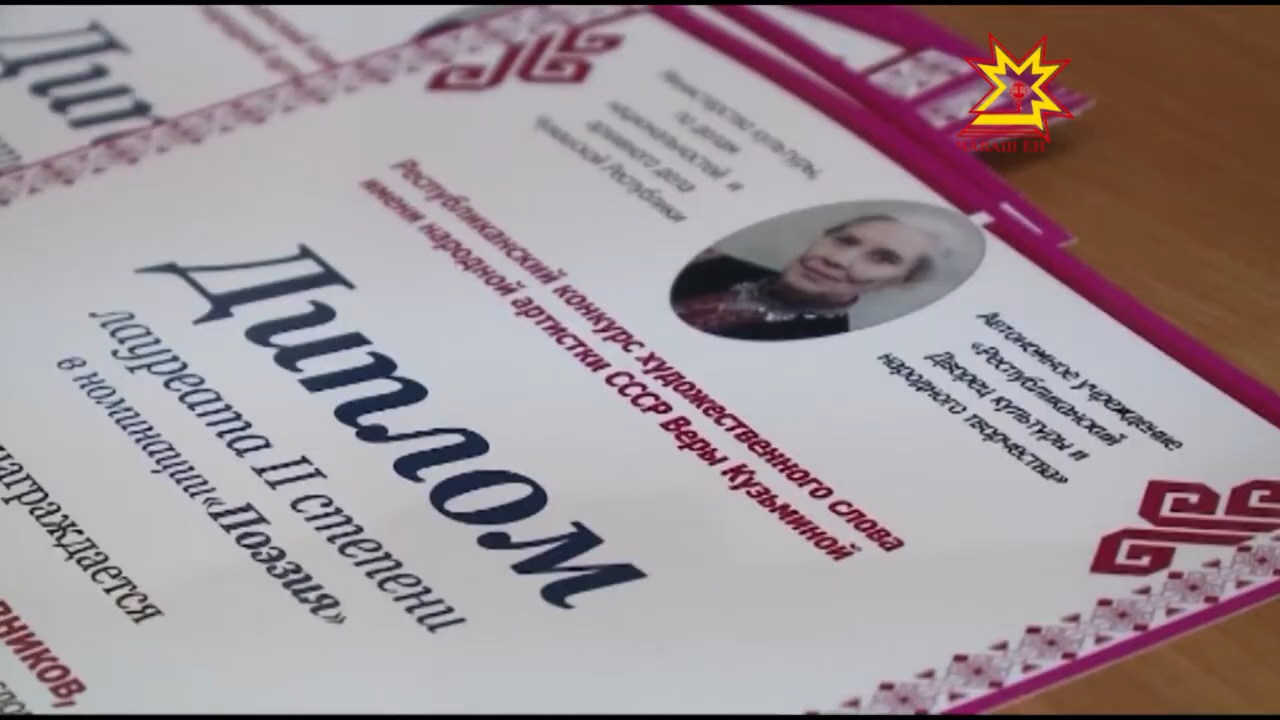 Министерство культуры,
по делам
национальностей и
архивного дела
Чувашской Республики
Автономное учреждение
«Республиканский
Дворец культуры и
народного творчества»
Республиканский конкурс художественного слова
имени народной артистки СССР Веры Кузьминой
Диплом
лауреата II степени
в номинации «Поэзия»
награждается